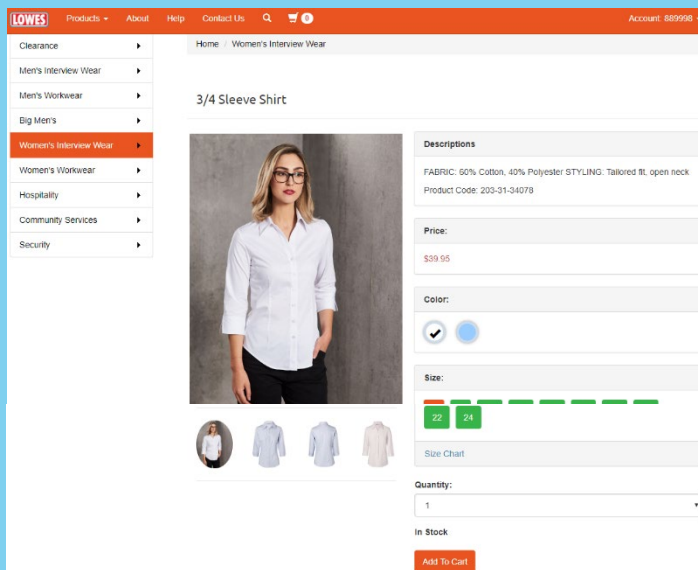 LOWES Products About Help Contact Us 0 Account: 889998
Clearance
Men's Interview Wear
Men's Workwear
Big Men's
Women's Interview Wear
Women's Workwear
Hospitality
Community Services
Security
Home / Women's Interview Wear
3/4 Sleeve Shirt
Descriptions
FABRIC: 60% Cotton, 40% Polyester STYLING: Tailored fit, open neck
Product Code: 203-31-34078
Price:
$39.95
Color:
Size:
22 24
Size Chart
Quantity:
1
In Stock
Add To Cart